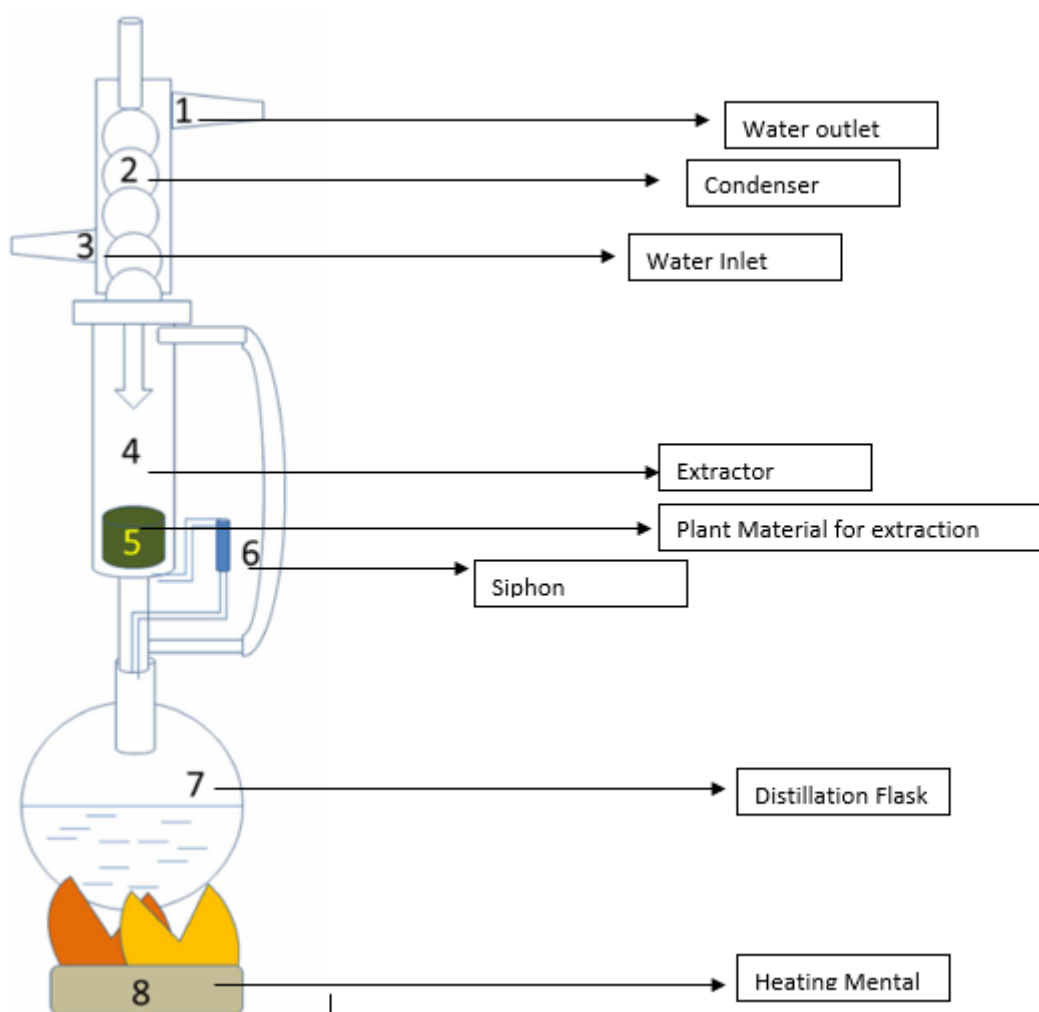 1
Water outlet
2
Condenser
3
Water Inlet
4
Extractor
5
Plant Material for extraction
6
Siphon
7
Distillation Flask
8
Heating Mental